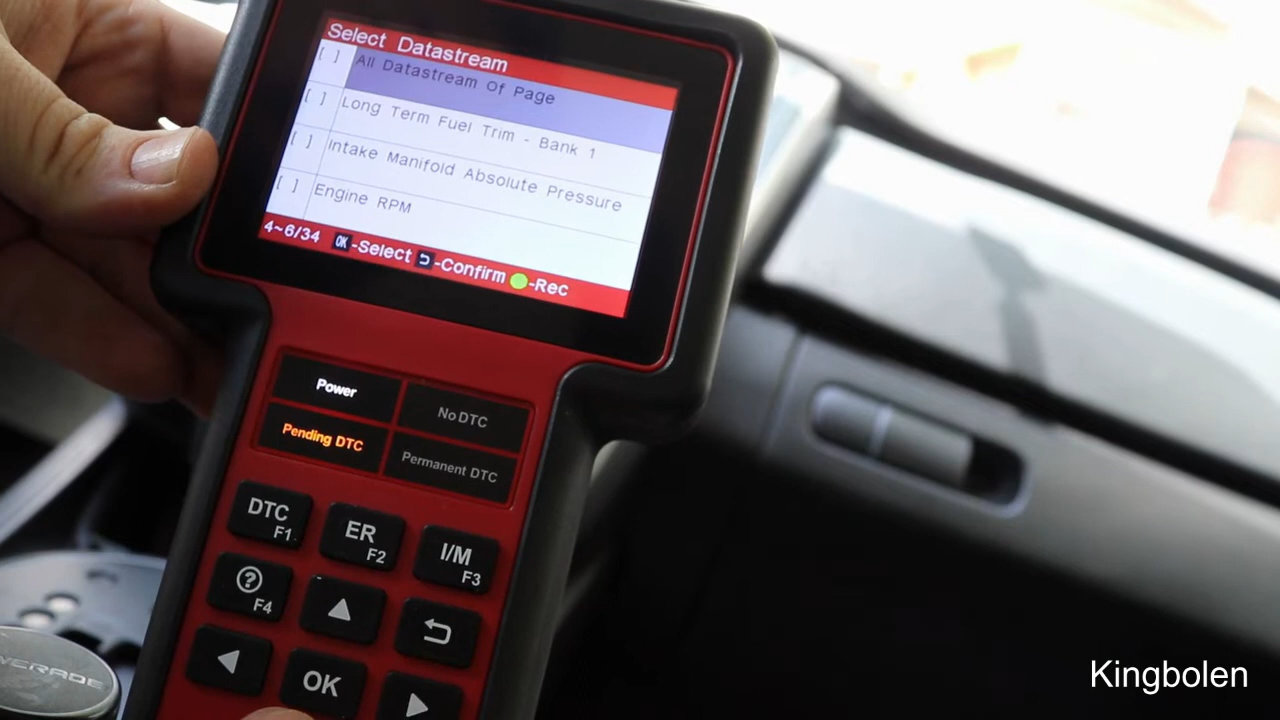 Select Datastream
[ ] All Datastream Of Page
[ ] Long Term Fuel Trim - Bank 1
[ ] Intake Manifold Absolute Pressure
[ ] Engine RPM
4~6/34 OK -Select ⮌ -Confirm -Rec
Power
No DTC
Pending DTC
Permanent DTC
DTC F1
ER F2
I/M F3
? F4
OK
VERADE
Kingbolen